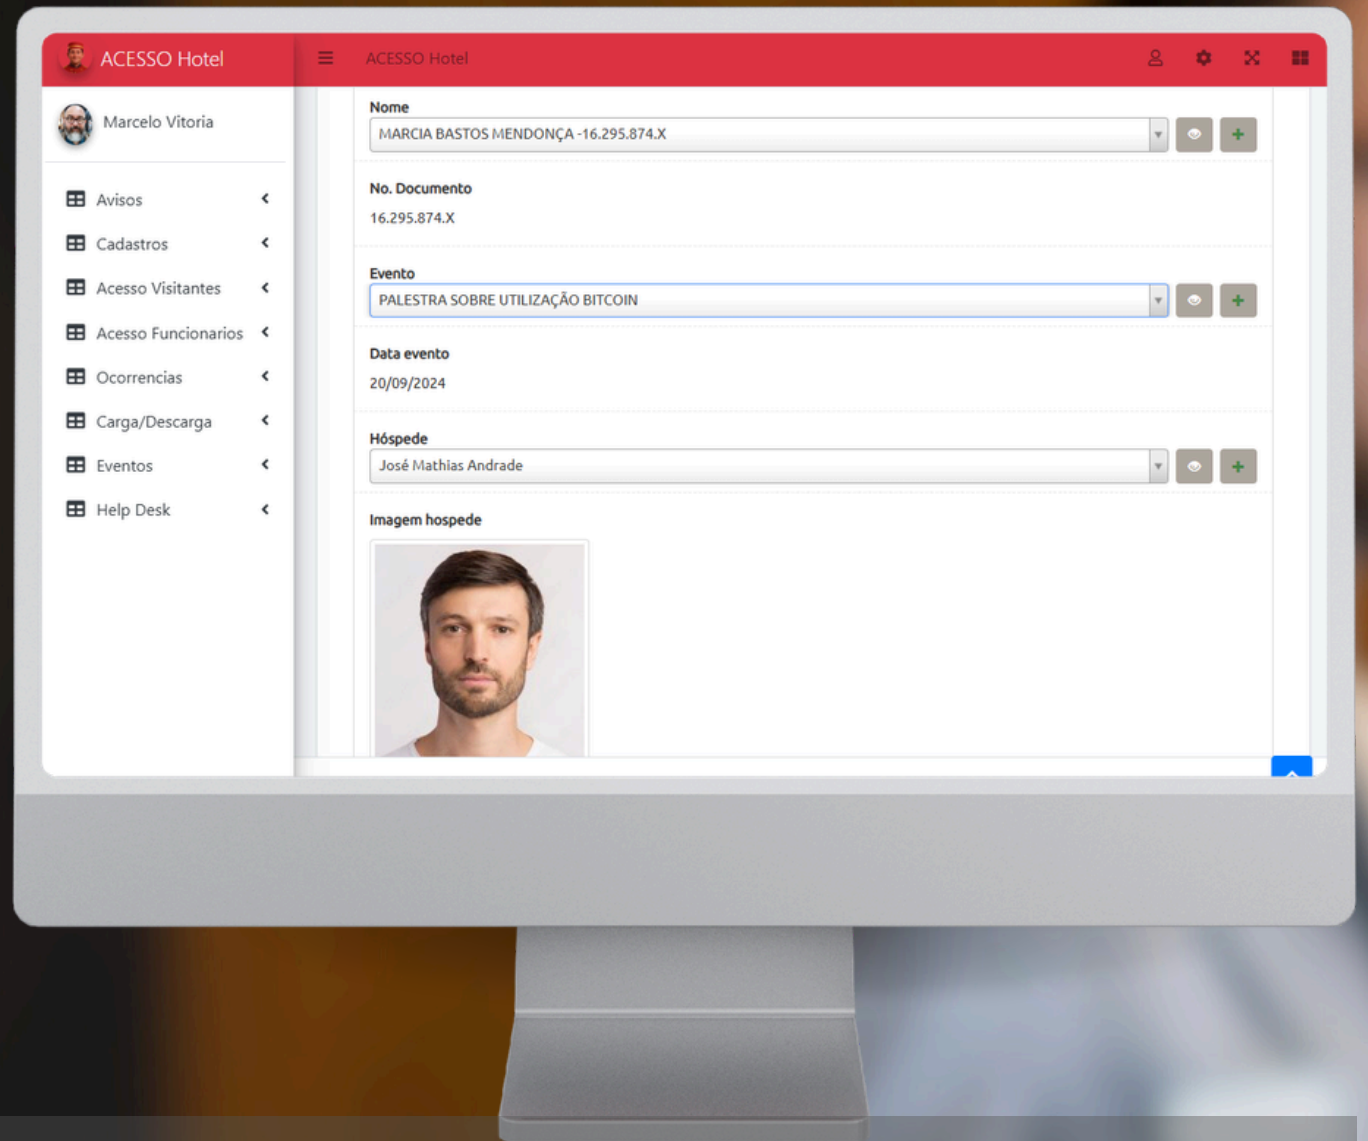 ACESSO Hotel
ACESSO Hotel
Marcelo Vitoria
Avisos
Cadastros
Acesso Visitantes
Acesso Funcionarios
Ocorrencias
Carga/Descarga
Eventos
Help Desk
Nome
MARCIA BASTOS MENDONÇA -16.295.874.X
No. Documento
16.295.874.X
Evento
PALESTRA SOBRE UTILIZAÇÃO BITCOIN
Data evento
20/09/2024
Hóspede
José Mathias Andrade
Imagem hospede